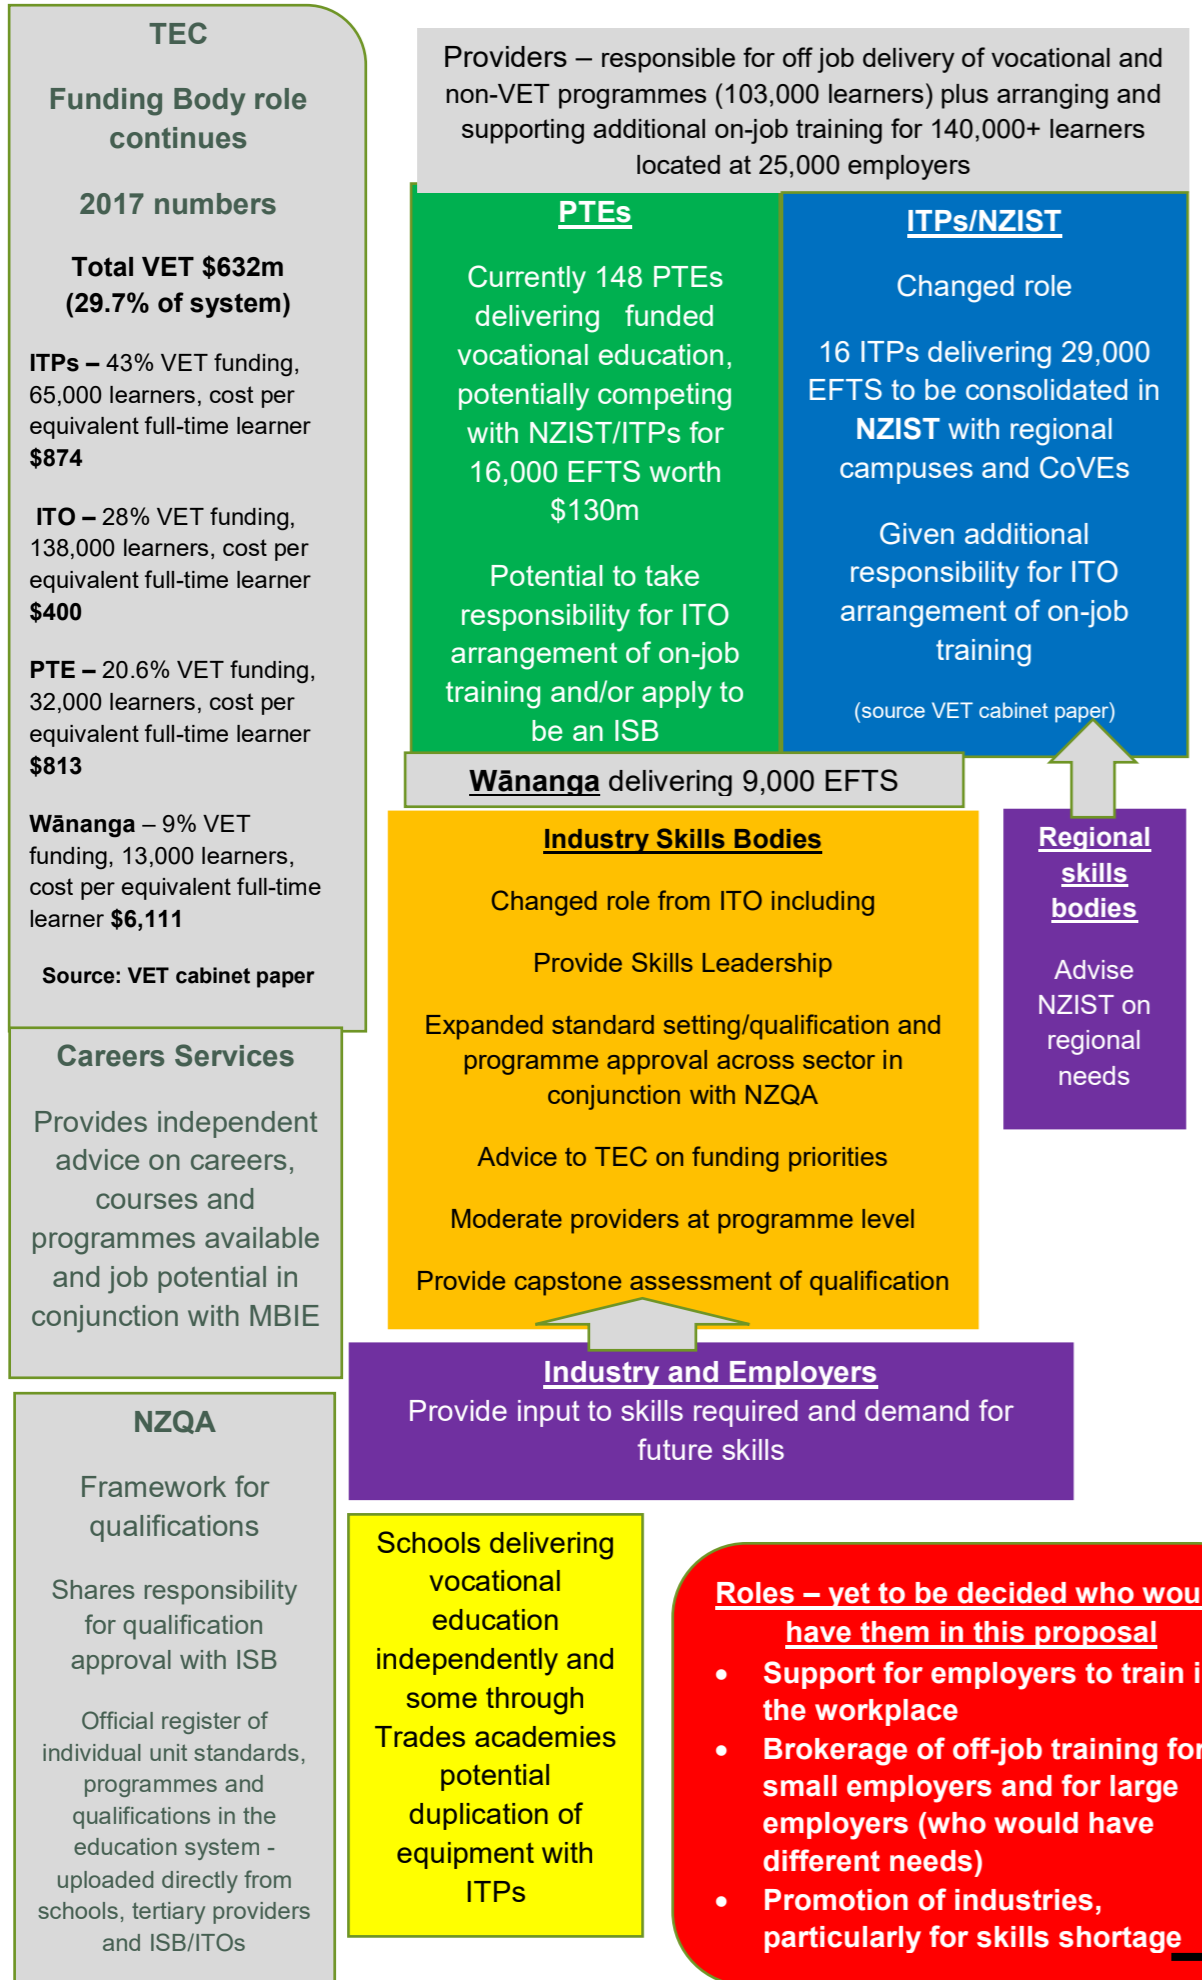 TEC
Funding Body role
continues
2017 numbers
Total VET $632m
(29.7% of system)
ITPs – 43% VET funding,
65,000 learners, cost per
equivalent full-time learner
$874
ITO – 28% VET funding,
138,000 learners, cost per
equivalent full-time learner
$400
PTE – 20.6% VET funding,
32,000 learners, cost per
equivalent full-time learner
$813
Wānanga – 9% VET
funding, 13,000 learners,
cost per equivalent full-time
learner $6,111
Source: VET cabinet paper
Careers Services
Provides independent
advice on careers,
courses and
programmes available
and job potential in
conjunction with MBIE
NZQA
Framework for
qualifications
Shares responsibility
for qualification
approval with ISB
Official register of
individual unit standards,
programmes and
qualifications in the
education system -
uploaded directly from
schools, tertiary providers
and ISB/ITOs
Providers – responsible for off job delivery of vocational and
non-VET programmes (103,000 learners) plus arranging and
supporting additional on-job training for 140,000+ learners
located at 25,000 employers
PTEs
Currently 148 PTEs
delivering funded
vocational education,
potentially competing
with NZIST/ITPs for
16,000 EFTS worth
$130m
Potential to take
responsibility for ITO
arrangement of on-job
training and/or apply to
be an ISB
ITPs/NZIST
Changed role
16 ITPs delivering 29,000
EFTS to be consolidated in
NZIST with regional
campuses and CoVEs
Given additional
responsibility for ITO
arrangement of on-job
training
(source VET cabinet paper)
Wānanga delivering 9,000 EFTS
Industry Skills Bodies
Changed role from ITO including
Provide Skills Leadership
Expanded standard setting/qualification and
programme approval across sector in
conjunction with NZQA
Advice to TEC on funding priorities
Moderate providers at programme level
Provide capstone assessment of qualification
Regional
skills
bodies
Advise
NZIST on
regional
needs
Industry and Employers
Provide input to skills required and demand for
future skills
Schools delivering
vocational
education
independently and
some through
Trades academies
potential
duplication of
equipment with
ITPs
Roles – yet to be decided who
have them in this proposal
• Support for employers to train
the workplace
• Brokerage of off-job training for
small employers and for large
employers (who would have
different needs)
• Promotion of industries,
particularly for skills shortage